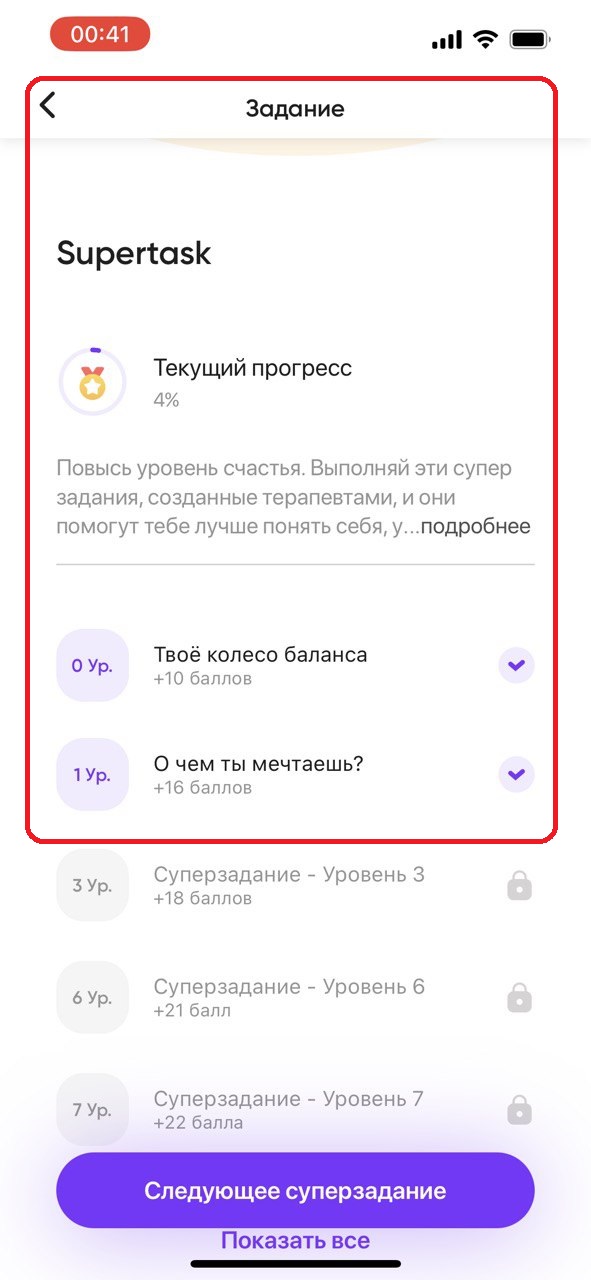 00:41
Задание
Supertask
Текущий прогресс
4%
Повысь уровень счастья. Выполняй эти супер
задания, созданные терапевтами, и они
помогут тебе лучше понять себя, у...подробнее
0 Ур.
Твоё колесо баланса
+10 баллов
1 Ур.
О чем ты мечтаешь?
+16 баллов
3 Ур.
Суперзадание - Уровень 3
+18 баллов
6 Ур.
Суперзадание - Уровень 6
+21 балл
7 Ур.
Суперзадание - Уровень 7
+22 балла
Следующее суперзадание
Показать все